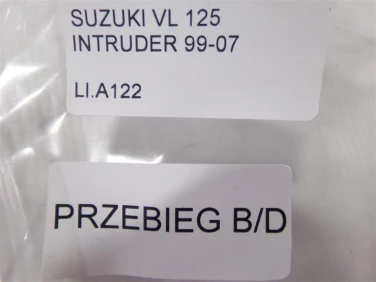 SUZUKI VL 125
INTRUDER 99-07
LI.A122
PRZEBIEG B/D